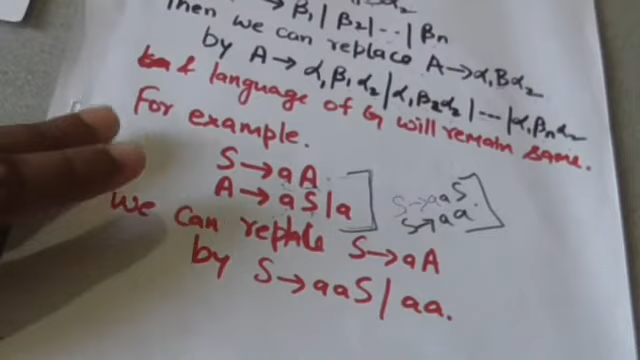 → β₁ | β₂ | ... | βn
Then we can replace A → α₁Bα₂
by A → α₁β₁α₂ | α₁β₂α₂ | --- | α₁βnα₂
& language of G will remain same.
For example.
S → aA
A → aS | a
S → aaS
S → aa.
We can replace S → aA
by S → aaS | aa.